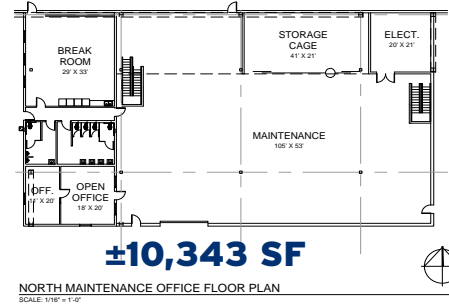 BREAK
ROOM
29' X 33'
STORAGE
CAGE
41' X 21'
ELECT.
20' X 21'
MAINTENANCE
105' X 53'
OFF.
11' X 20'
OPEN
OFFICE
18' X 20'
±10,343 SF
NORTH MAINTENANCE OFFICE FLOOR PLAN
SCALE: 1/16" = 1'-0"